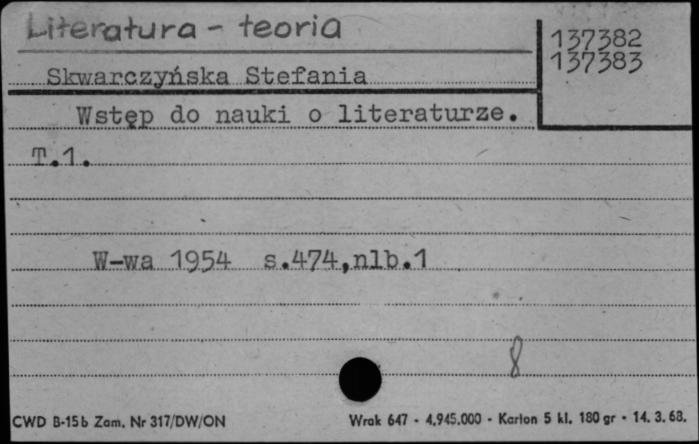 Literatura - teoria
137382
137383
Skwarczyńska Stefania
Wstęp do nauki o literaturze.
T.1.
W-wa 1954 s.474,nlb.1
8
CWD B-15b Zam. Nr 317/DW/ON
Wrak 647 - 4.945.000 - Karton 5 kl. 180 gr - 14. 3. 68.